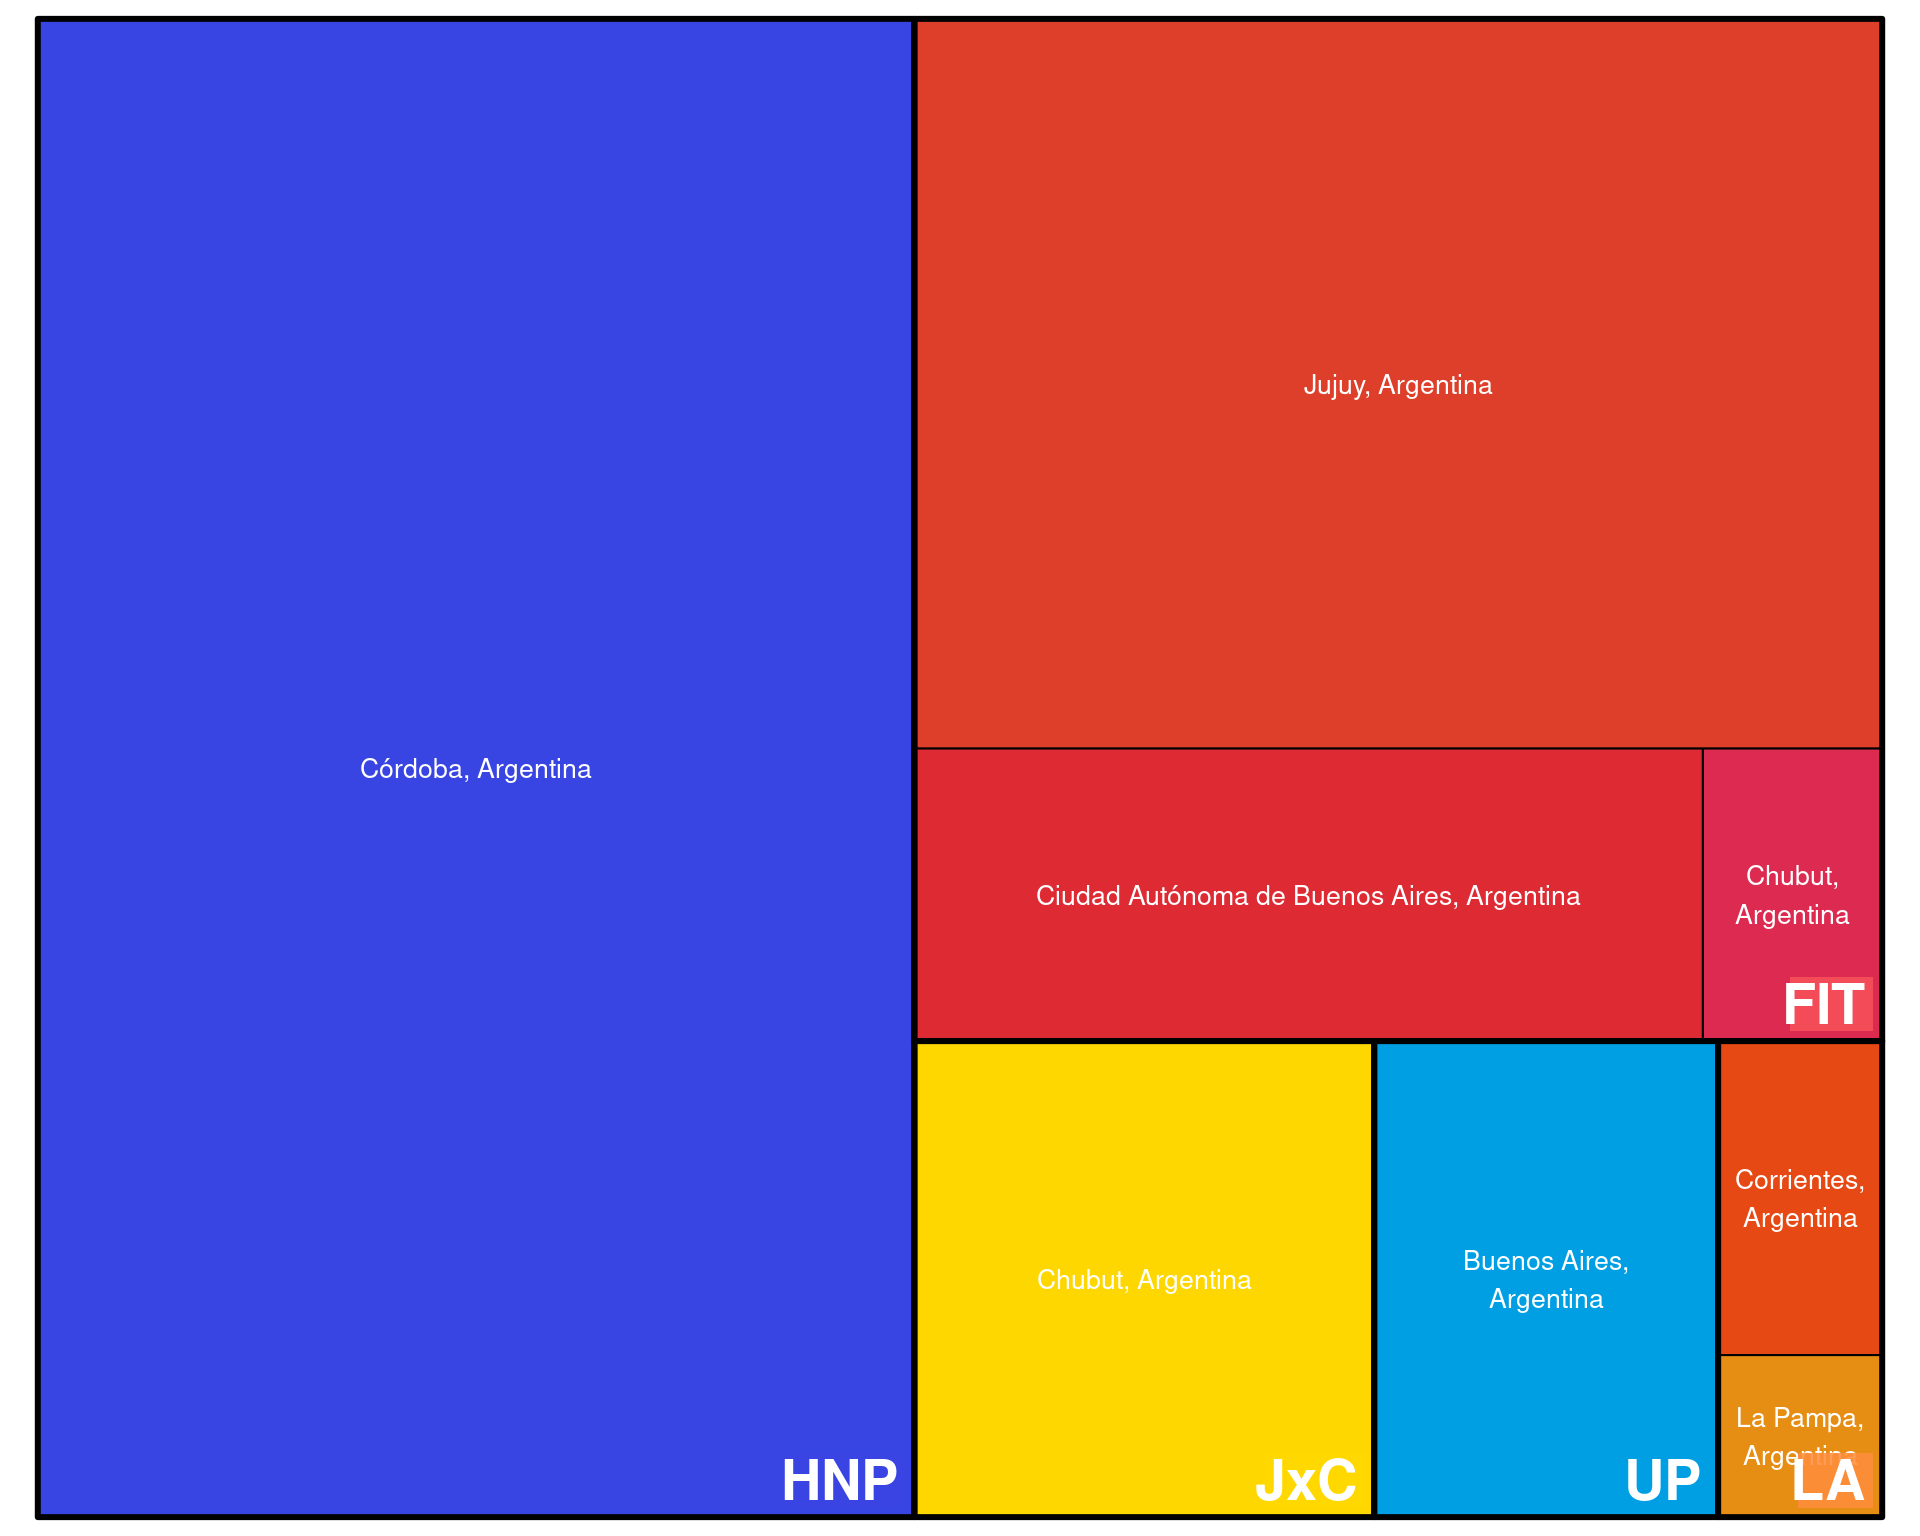 Córdoba, Argentina
HNP
Jujuy, Argentina
Ciudad Autónoma de Buenos Aires, Argentina
Chubut,
Argentina
FIT
Chubut, Argentina
JxC
Buenos Aires,
Argentina
UP
Corrientes,
Argentina
La Pampa,
Argentina
LA